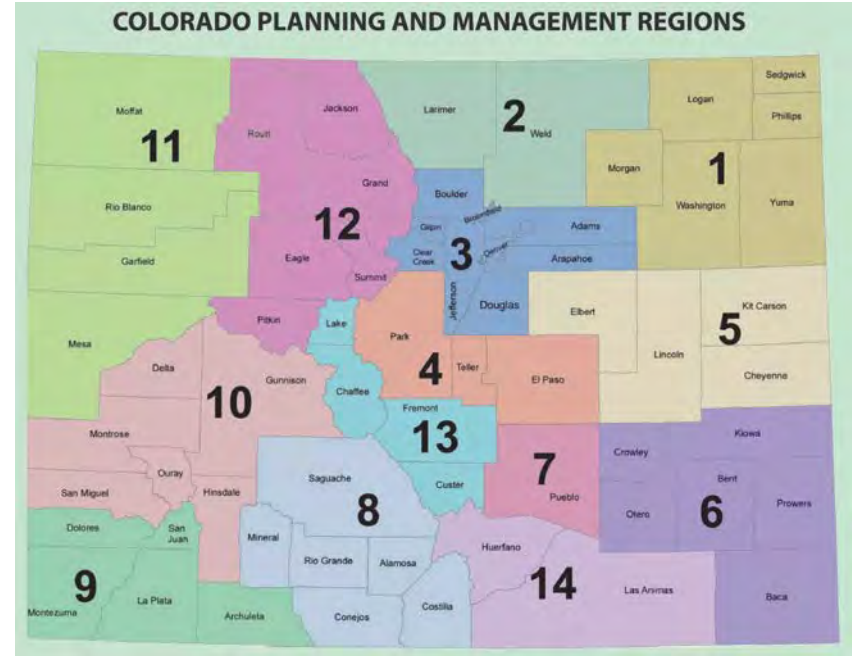 COLORADO PLANNING AND MANAGEMENT REGIONS
Moffat
11
Routt
Jackson
Larimer
2
Weld
Logan
Sedgwick
Phillips
Morgan
1
Washington
Yuma
Rio Blanco
Garfield
Mesa
Grand
12
Eagle
Summit
Pitkin
Boulder
Gilpin
Broomfield
Clear
Creek
3
Denver
Adams
Arapahoe
Jefferson
Douglas
Elbert
Lincoln
5
Kit Carson
Cheyenne
Lake
Chaffee
Park
4
Teller
El Paso
Delta
Gunnison
10
Montrose
Ouray
San Miguel
Hinsdale
Fremont
13
Custer
7
Pueblo
Crowley
Kiowa
Bent
Otero
6
Prowers
Baca
Saguache
8
Mineral
Rio Grande
Alamosa
Conejos
Costilla
Dolores
San
Juan
9
Montezuma
La Plata
Archuleta
Huerfano
14
Las Animas